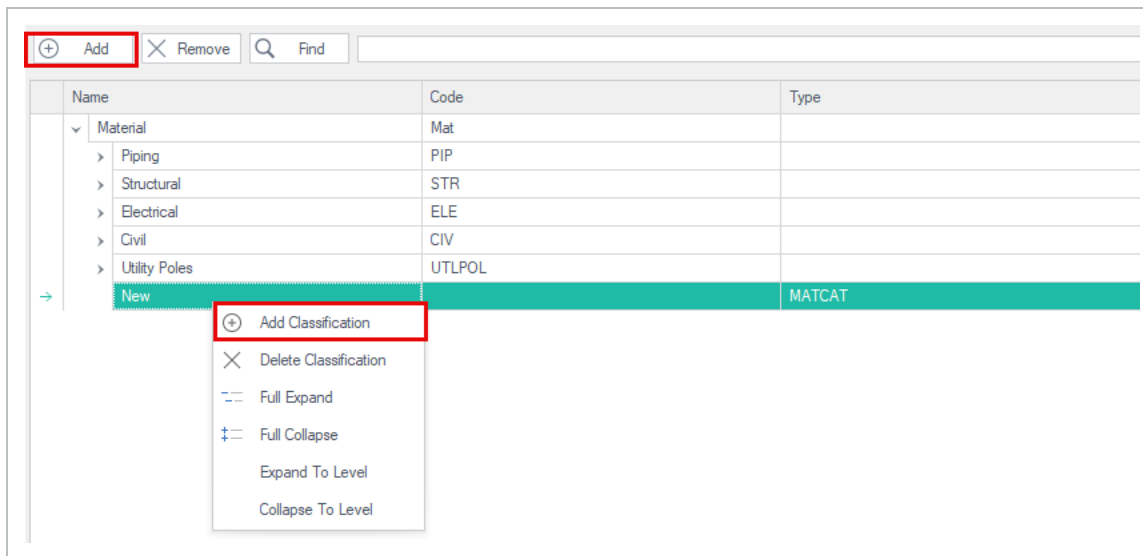 Add Remove Find
Name Code Type
Material Mat
Piping PIP
Structural STR
Electrical ELE
Civil CIV
Utility Poles UTLPOL
New MATCAT
Add Classification
Delete Classification
Full Expand
Full Collapse
Expand To Level
Collapse To Level